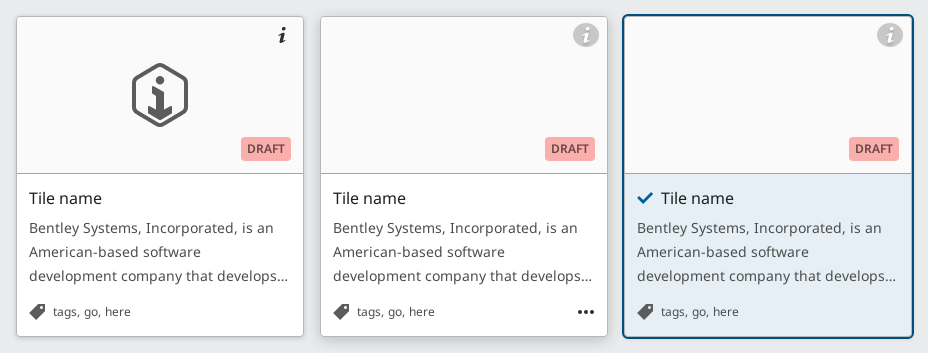 i
DRAFT
Tile name
Bentley Systems, Incorporated, is an
American-based software
development company that develops...
tags, go, here
i
DRAFT
Tile name
Bentley Systems, Incorporated, is an
American-based software
development company that develops...
tags, go, here
i
DRAFT
Tile name
Bentley Systems, Incorporated, is an
American-based software
development company that develops...
tags, go, here